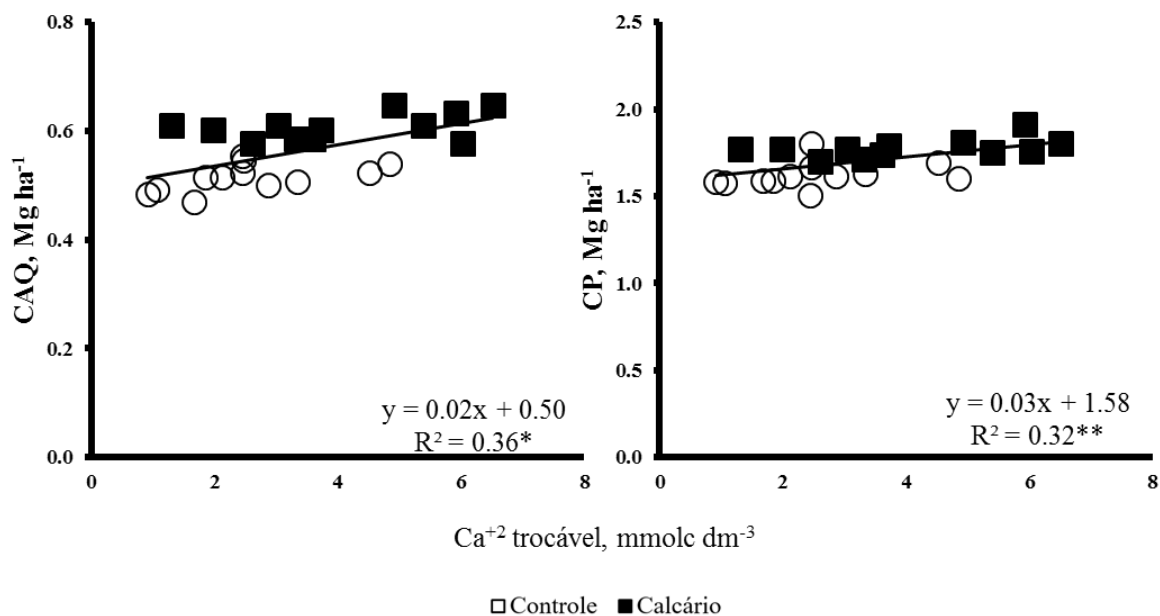 0.8
0.6
0.4
0.2
0.0
CAQ, Mg ha⁻¹
y = 0.02x + 0.50
R² = 0.36*
0 2 4 6 8
2.5
2.0
1.5
1.0
0.5
0.0
CP, Mg ha⁻¹
y = 0.03x + 1.58
R² = 0.32**
0 2 4 6 8
Ca⁺² trocável, mmolc dm⁻³
Controle Calcário